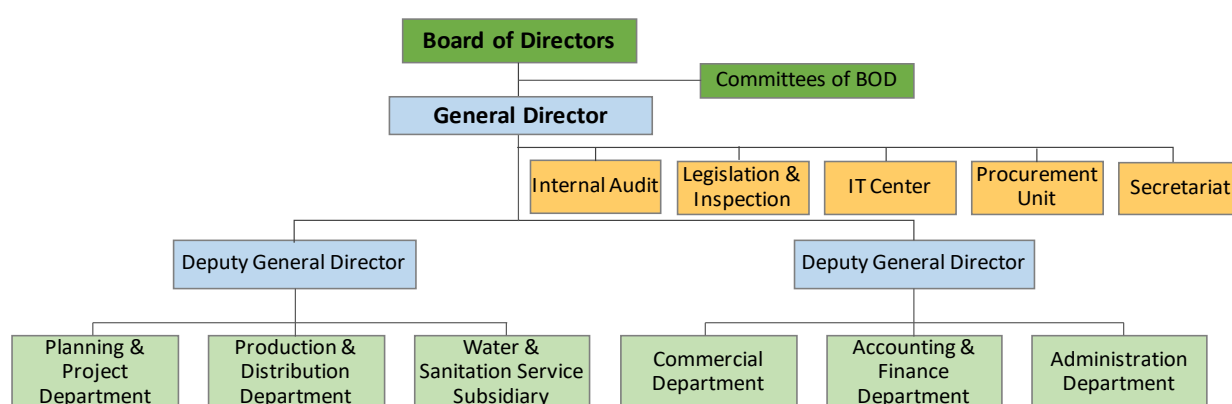 Board of Directors
Committees of BOD
General Director
Internal Audit
Legislation &
Inspection
IT Center
Procurement
Unit
Secretariat
Deputy General Director
Deputy General Director
Planning &
Project
Department
Production &
Distribution
Department
Water &
Sanitation Service
Subsidiary
Commercial
Department
Accounting &
Finance
Department
Administration
Department